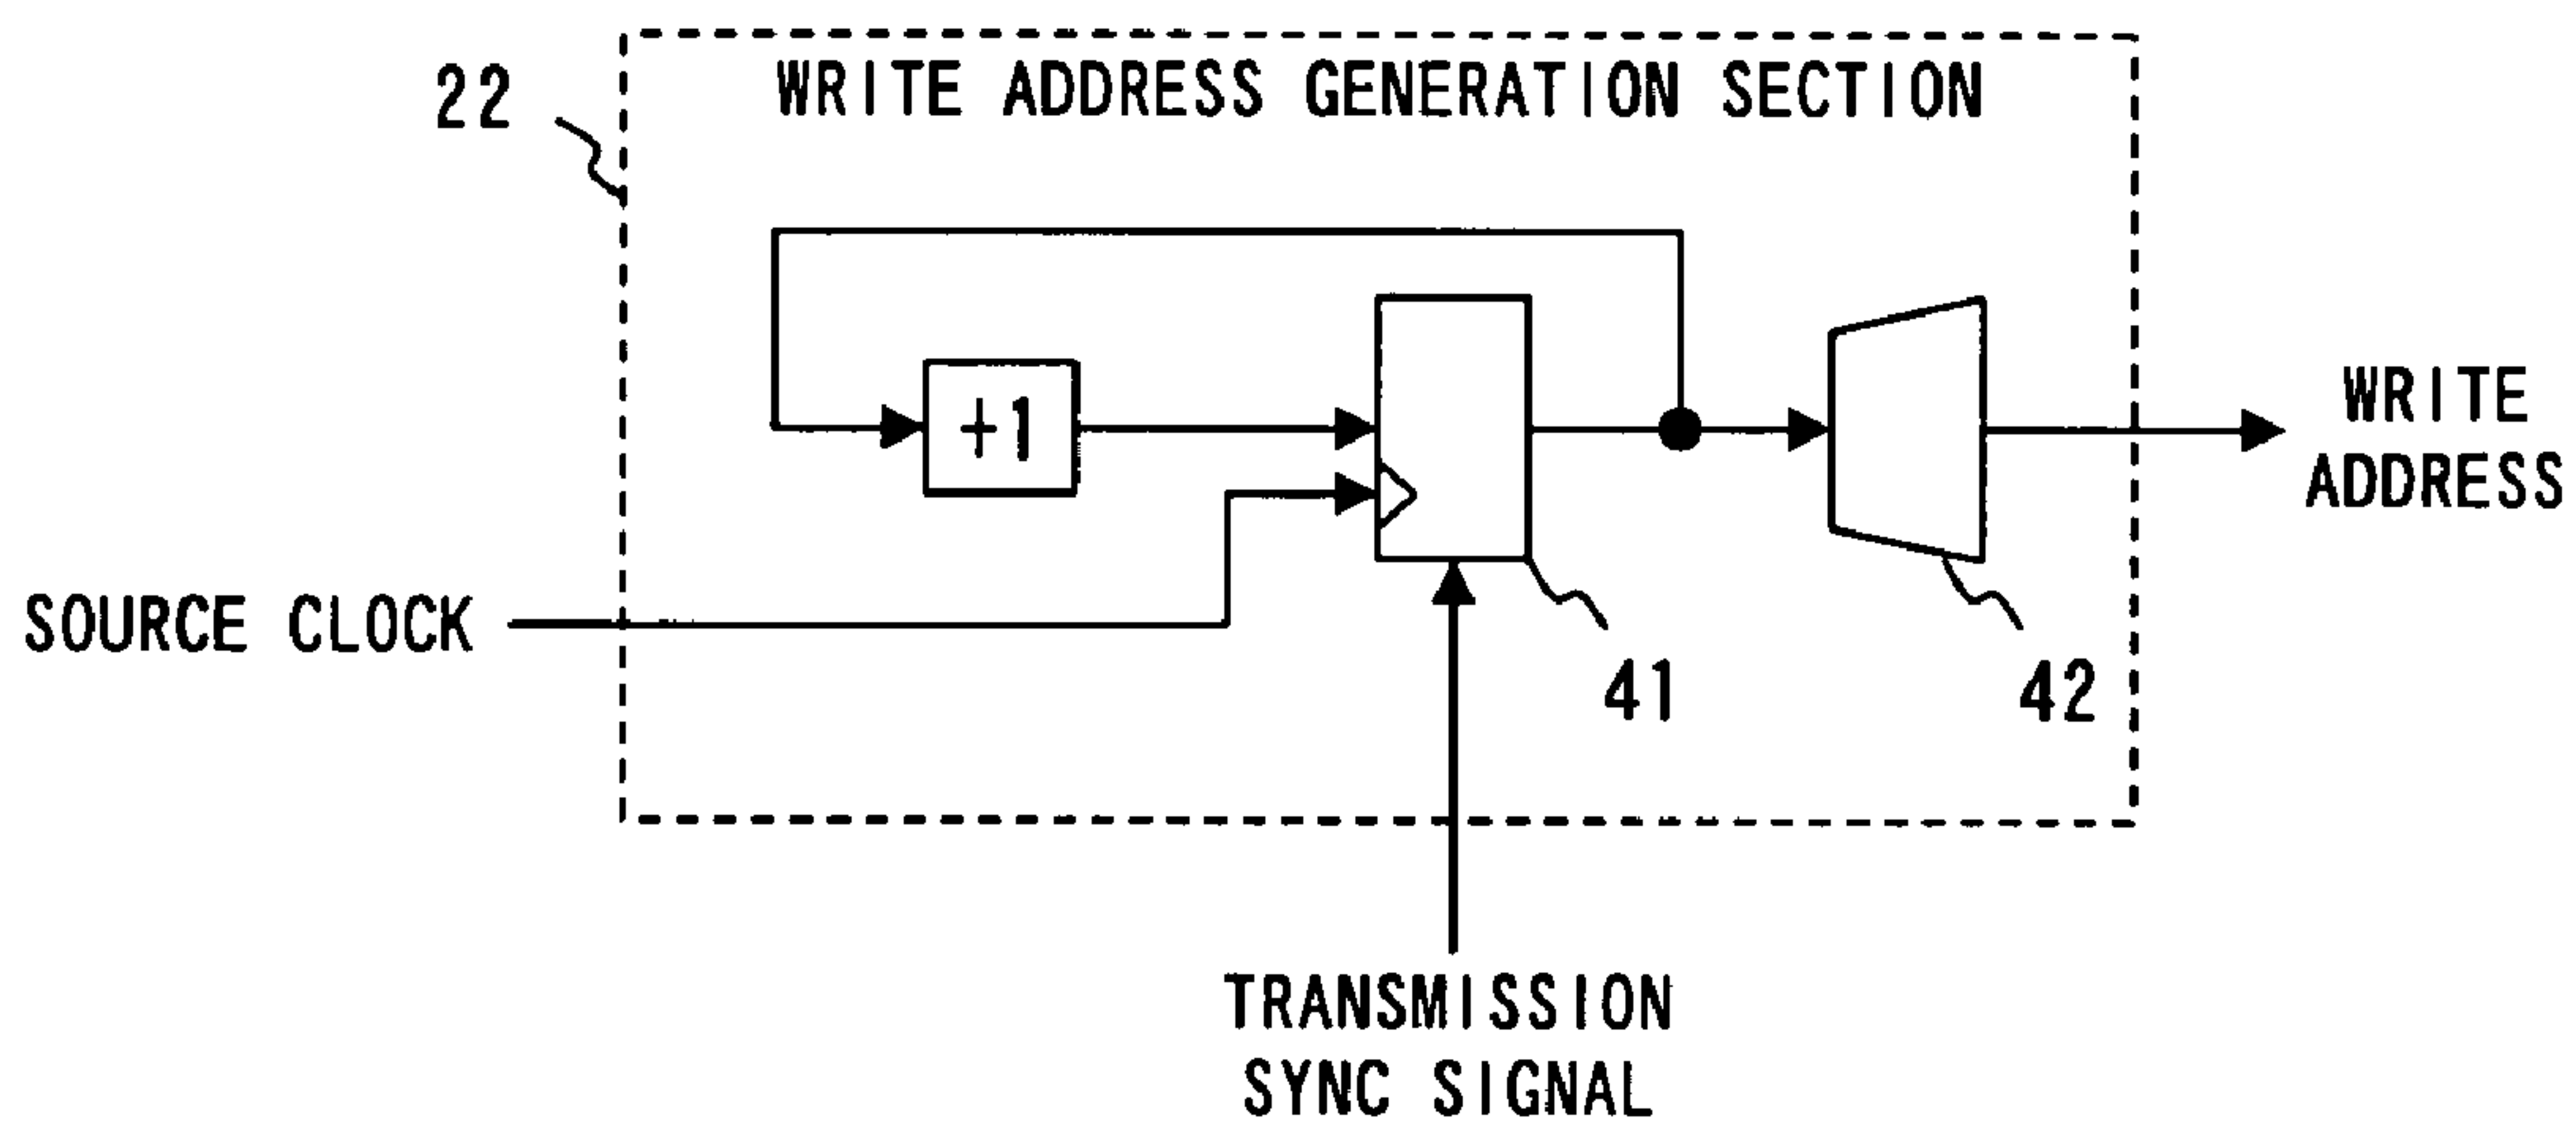 22
WRITE ADDRESS GENERATION SECTION
+1
WRITE
ADDRESS
SOURCE CLOCK
41
42
TRANSMISSION
SYNC SIGNAL